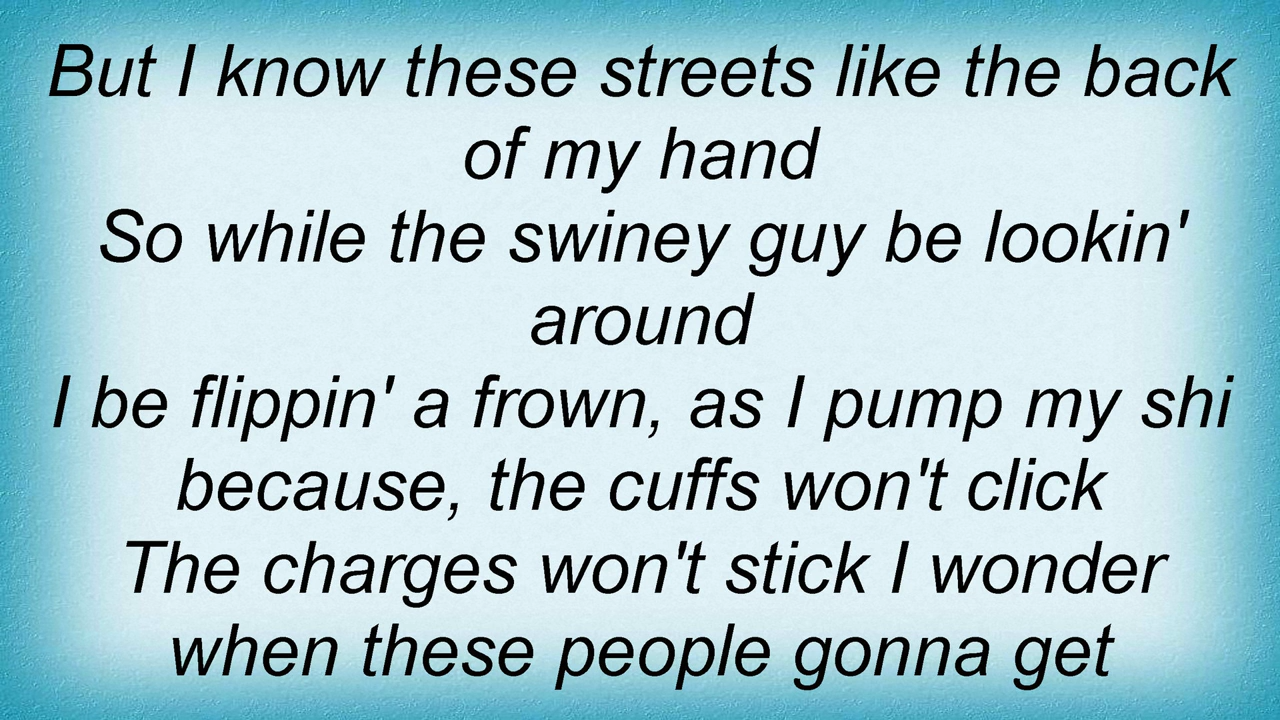 But I know these streets like the back
of my hand
So while the swiney guy be lookin'
around
I be flippin' a frown, as I pump my shi
because, the cuffs won't click
The charges won't stick I wonder
when these people gonna get